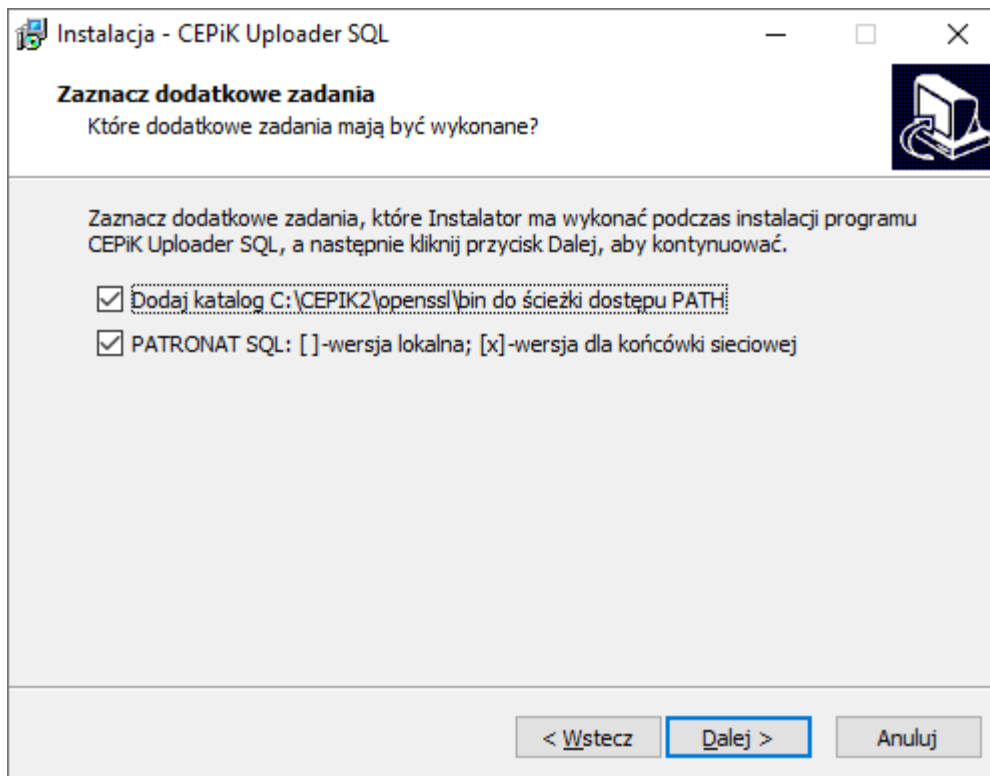 Instalacja - CEPiK Uploader SQL
Zaznacz dodatkowe zadania
Które dodatkowe zadania mają być wykonane?
Zaznacz dodatkowe zadania, które Instalator ma wykonać podczas instalacji programu
CEPiK Uploader SQL, a następnie kliknij przycisk Dalej, aby kontynuować.
Dodaj katalog C:\CEPIK2\openssl\bin do ścieżki dostępu PATH
PATRONAT SQL: [ ]-wersja lokalna; [x]-wersja dla końcówki sieciowej
< Wstecz
Dalej >
Anuluj